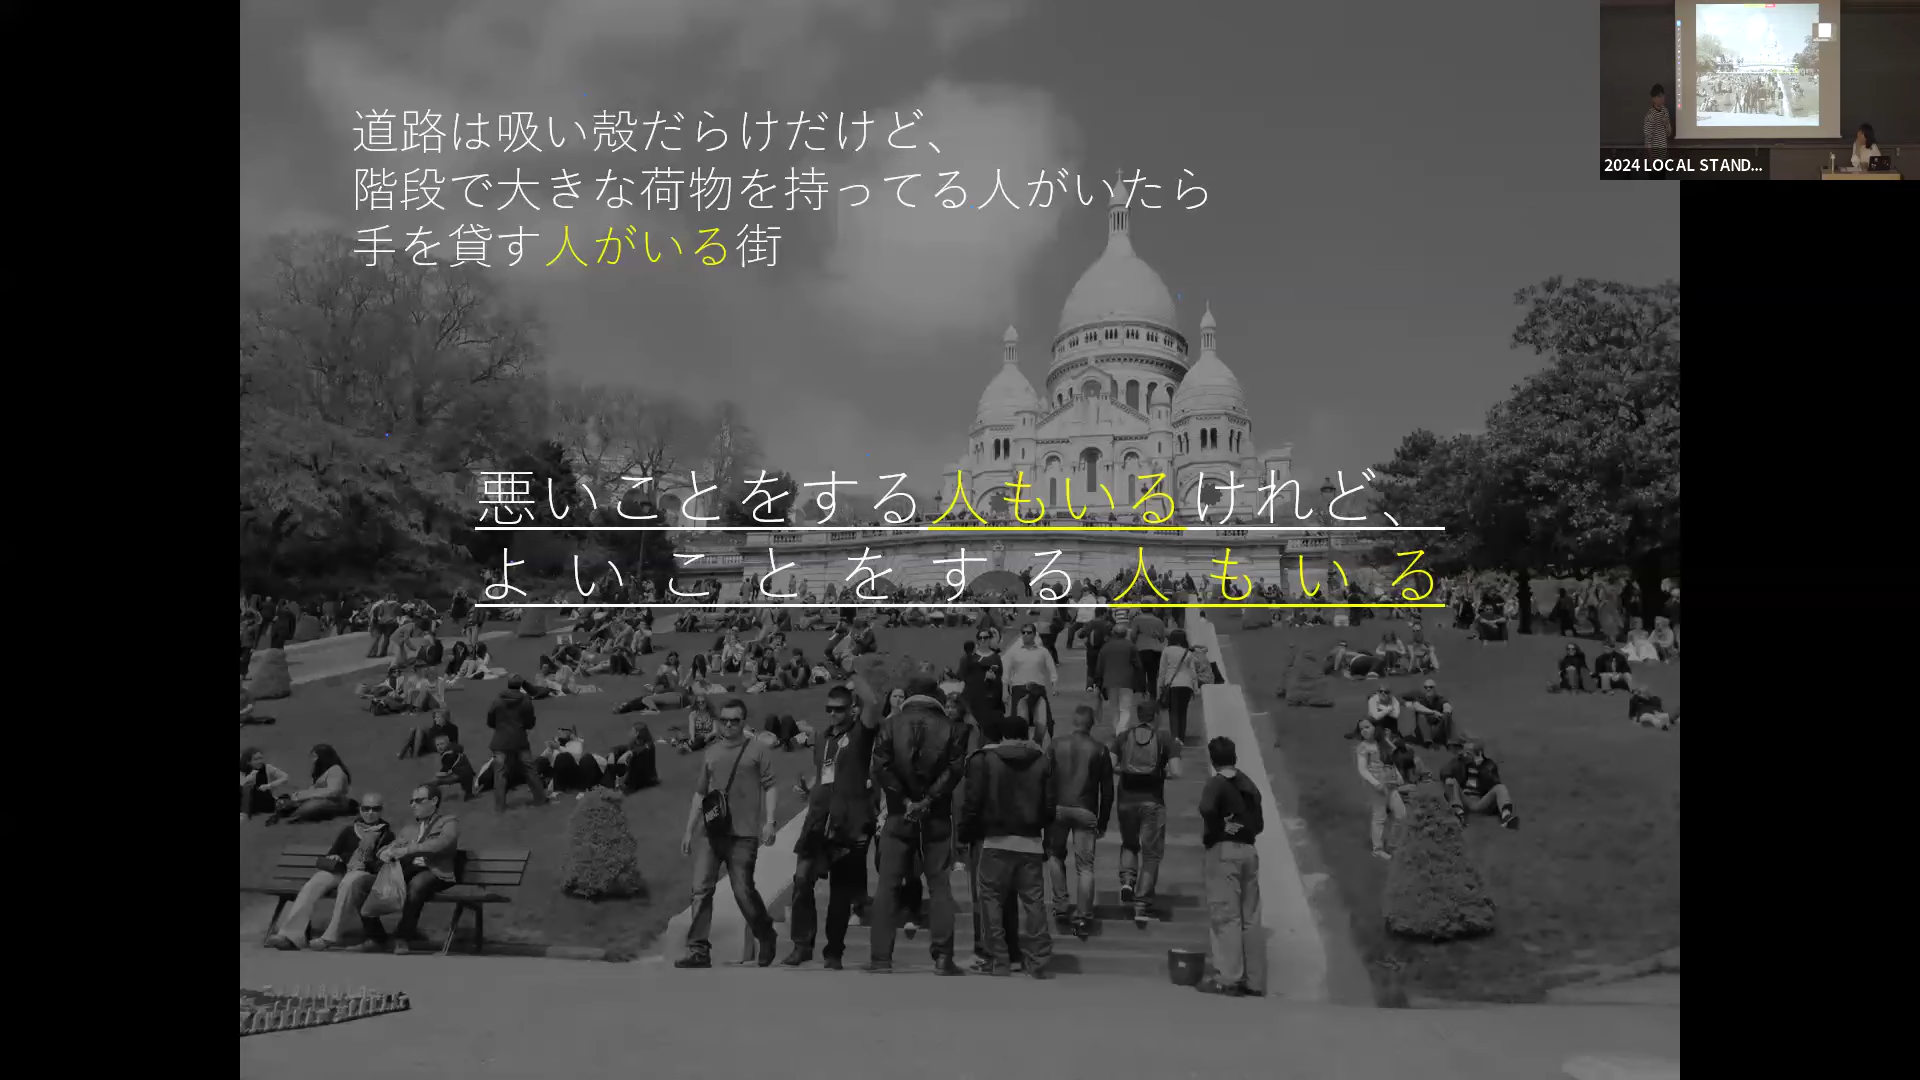 道路は吸い殻だらけだけど、
階段で大きな荷物を持ってる人がいたら
手を貸す人がいる街
悪いことをする人もいるけれど、
よいことをする人もいる
2024 LOCAL STAND...